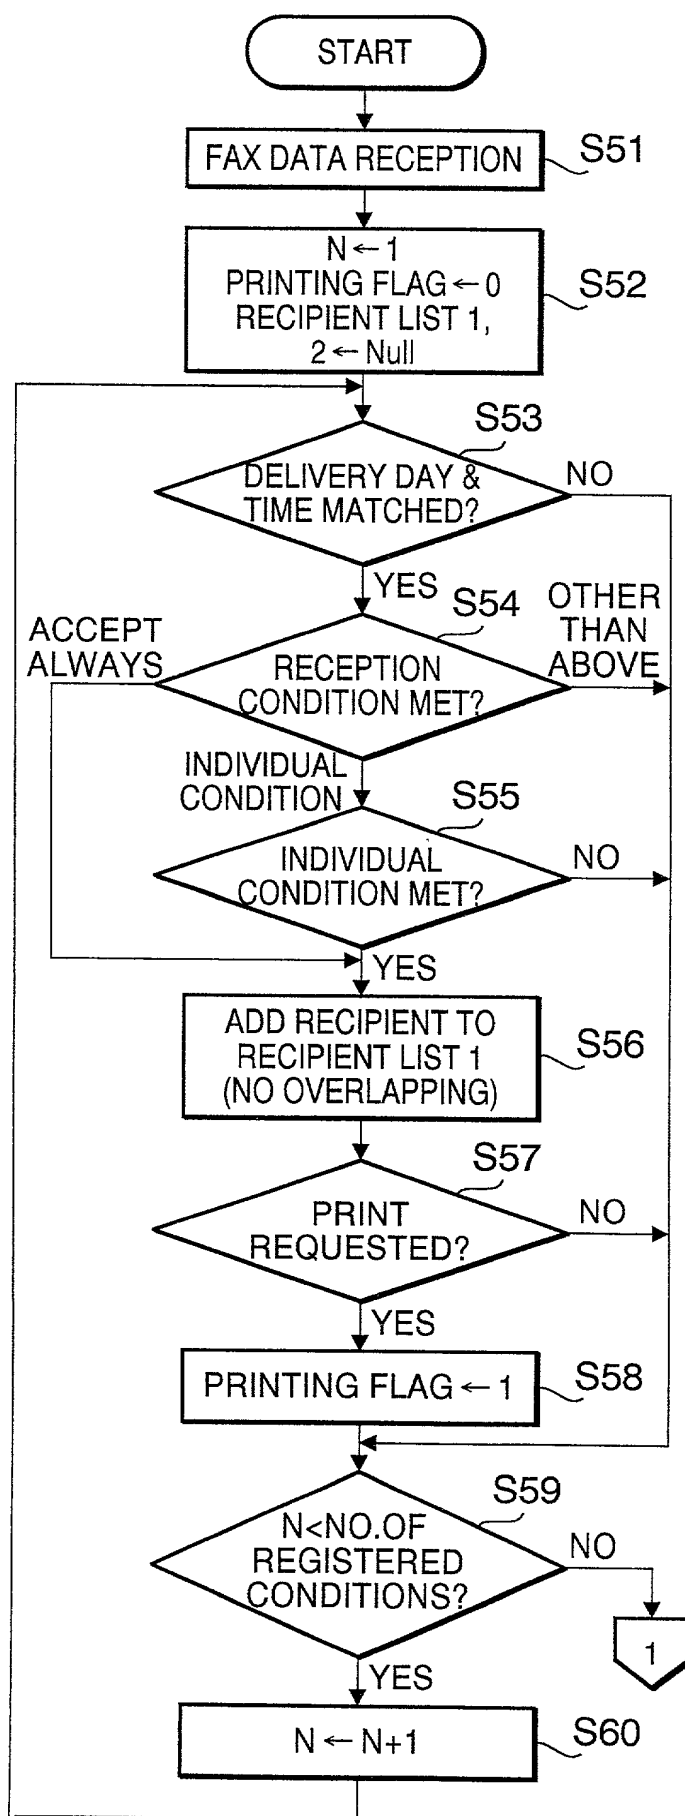 START
FAX DATA RECEPTION
S51
N←1
PRINTING FLAG←0
RECIPIENT LIST 1,
2←Null
S52
S53
DELIVERY DAY &
TIME MATCHED?
NO
YES
S54
ACCEPT
ALWAYS
OTHER
THAN
ABOVE
RECEPTION
CONDITION MET?
INDIVIDUAL
CONDITION
S55
INDIVIDUAL
CONDITION MET?
NO
YES
ADD RECIPIENT TO
RECIPIENT LIST 1
(NO OVERLAPPING)
S56
S57
PRINT
REQUESTED?
NO
YES
PRINTING FLAG←1
S58
S59
N<NO.OF
REGISTERED
CONDITIONS?
NO
1
YES
N←N+1
S60